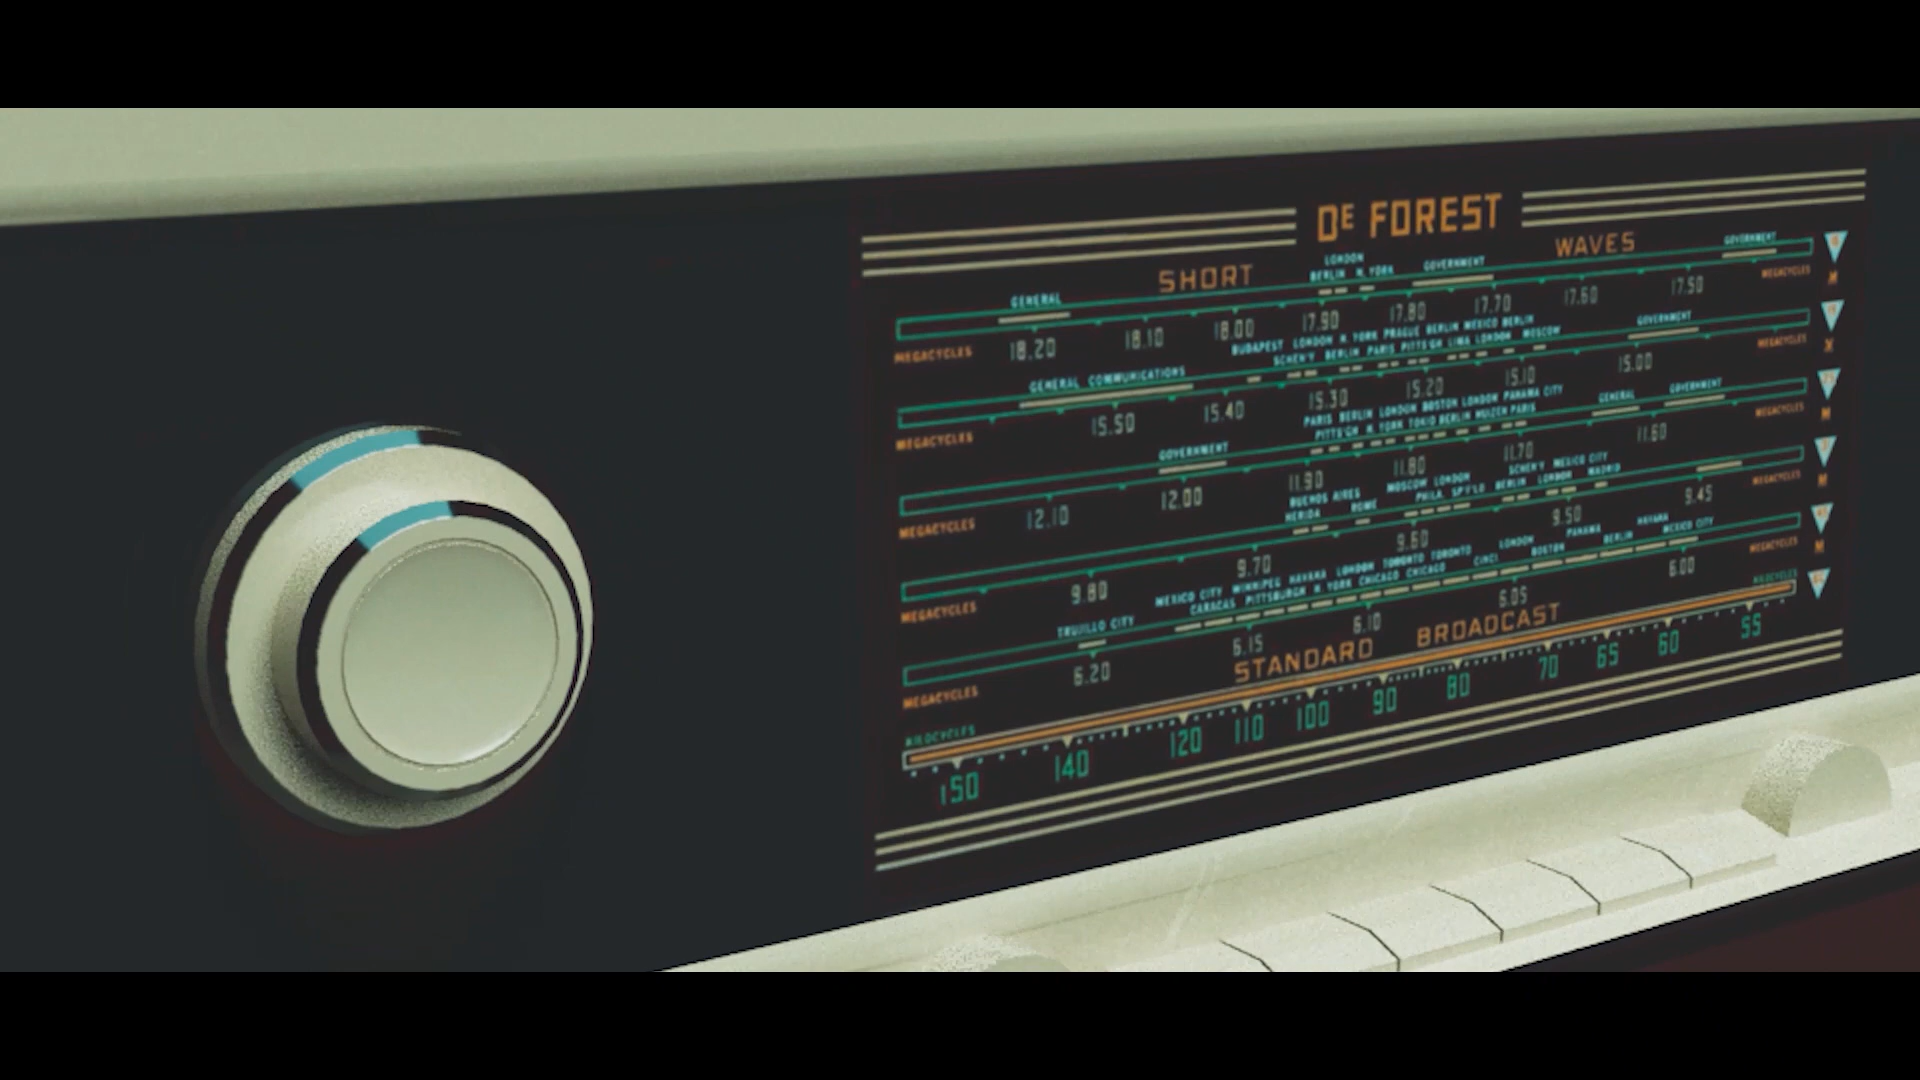 DE FOREST
SHORT WAVES
GENERAL
LONDON
BERLIN N. YORK
GOVERNMENT
GOVERNMENT
MEGACYCLES 18.20 18.10 18.00 17.90 17.80 17.70 17.60 17.50 MEGACYCLES
BUDAPEST LONDON N. YORK PRAGUE BERLIN MEXICO BERLIN
GENERAL COMMUNICATIONS
SCHEN'Y BERLIN PARIS PITTS'GH LIMA LONDON MOSCOW
GOVERNMENT
MEGACYCLES 15.50 15.40 15.30 15.20 15.10 15.00 MEGACYCLES
PARIS BERLIN LONDON BOSTON LONDON PANAMA CITY
GOVERNMENT
PITTS'GH N. YORK TOKIO BERLIN HUIZEN PARIS
GENERAL GOVERNMENT
MEGACYCLES 12.10 12.00 11.90 11.80 11.70 11.60 MEGACYCLES
BUENOS AIRES MOSCOW LONDON SCHEN'Y MEXICO CITY
ROME PHILA. BERLIN LONDON MADRID
MEGACYCLES 9.80 9.70 9.60 9.50 9.45 MEGACYCLES
MEXICO CITY WINNIPEG HAVANA LONDON TORONTO TORONTO LONDON PANAMA HAVANA
TRUJILLO CITY
CARACAS PITTSBURGH N. YORK CHICAGO CHICAGO CINCI BOSTON BERLIN MEXICO CITY
MEGACYCLES 6.20 6.15 6.10 6.05 6.00 MEGACYCLES
STANDARD BROADCAST
KILOCYCLES KILOCYCLES
150 140 120 110 100 90 80 70 65 60 55